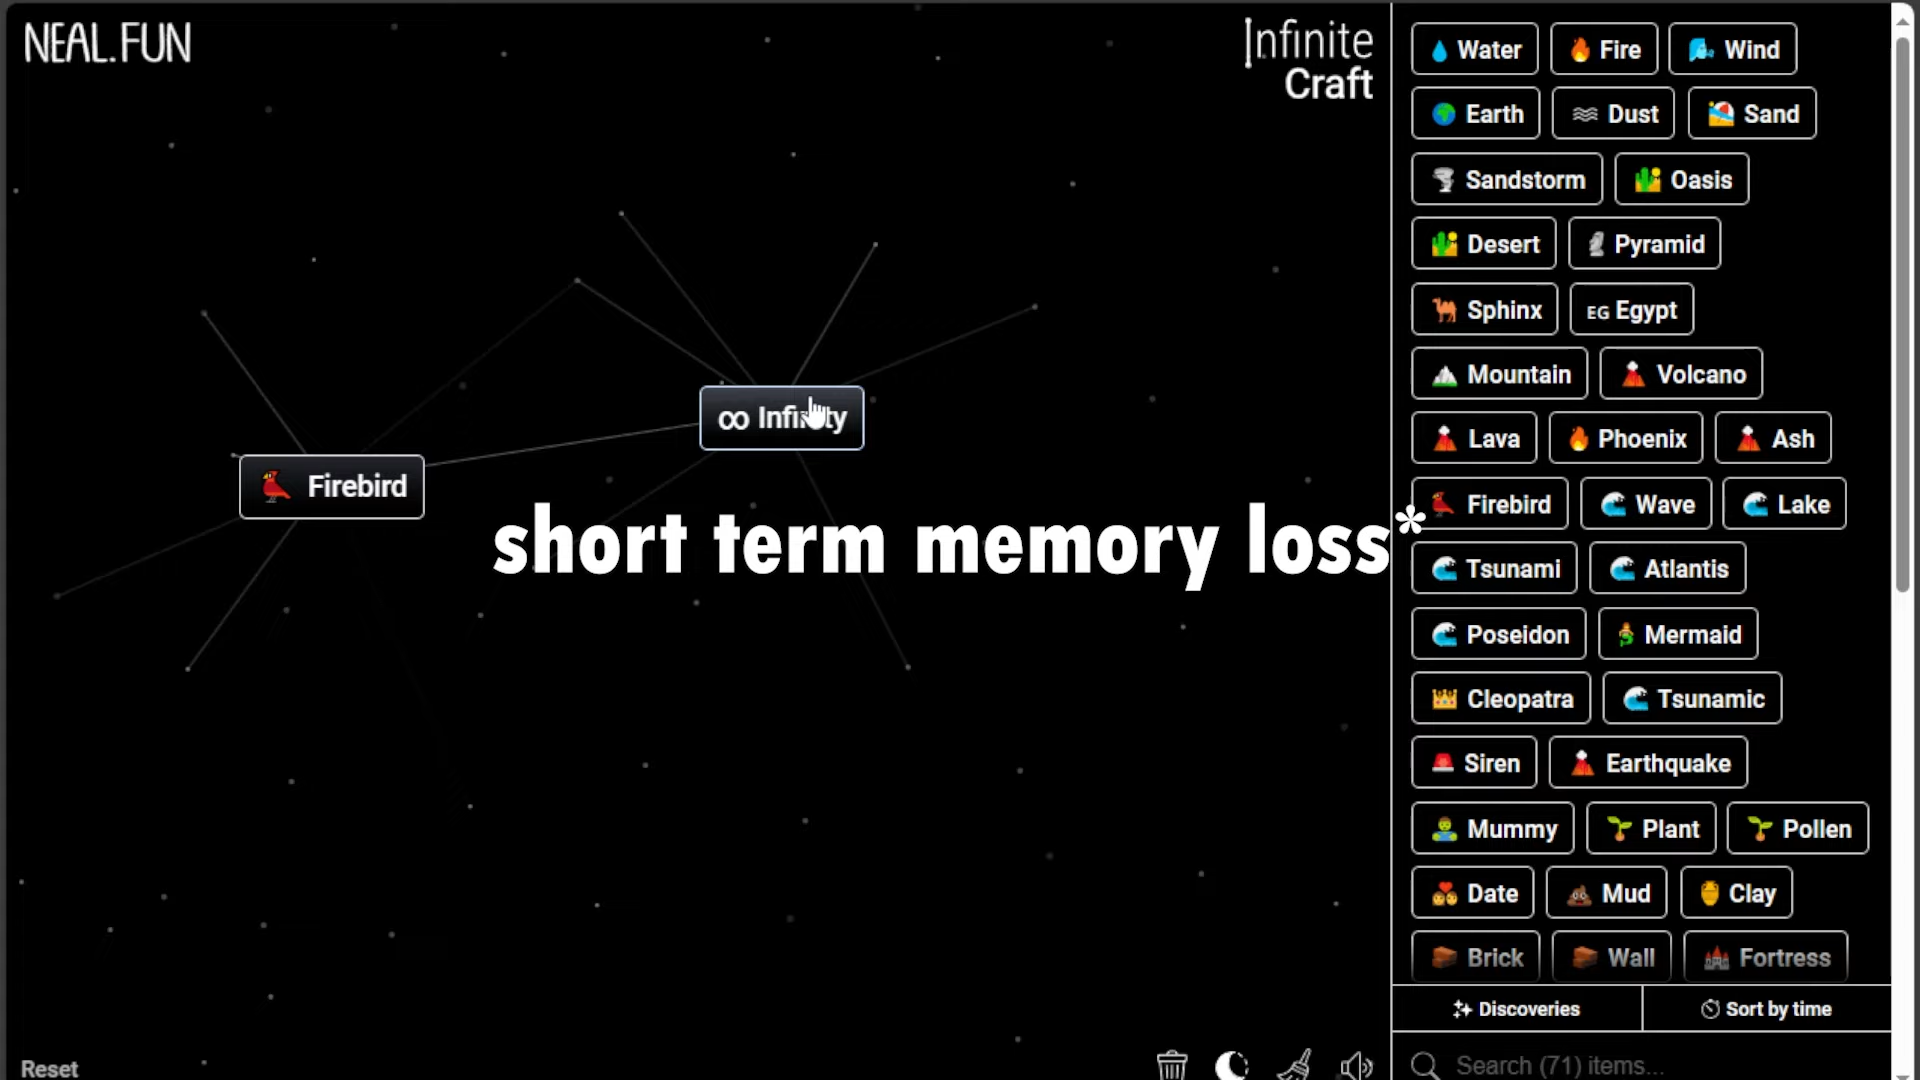 NEAL.FUN
Infinite
Craft
∞ Infinity
Firebird
short term memory loss*
Water Fire Wind
Earth Dust Sand
Sandstorm Oasis
Desert Pyramid
Sphinx EG Egypt
Mountain Volcano
Lava Phoenix Ash
Firebird Wave Lake
Tsunami Atlantis
Poseidon Mermaid
Cleopatra Tsunamic
Siren Earthquake
Mummy Plant Pollen
Date Mud Clay
Brick Wall Fortress
Discoveries Sort by time
Search (71) items...
Reset